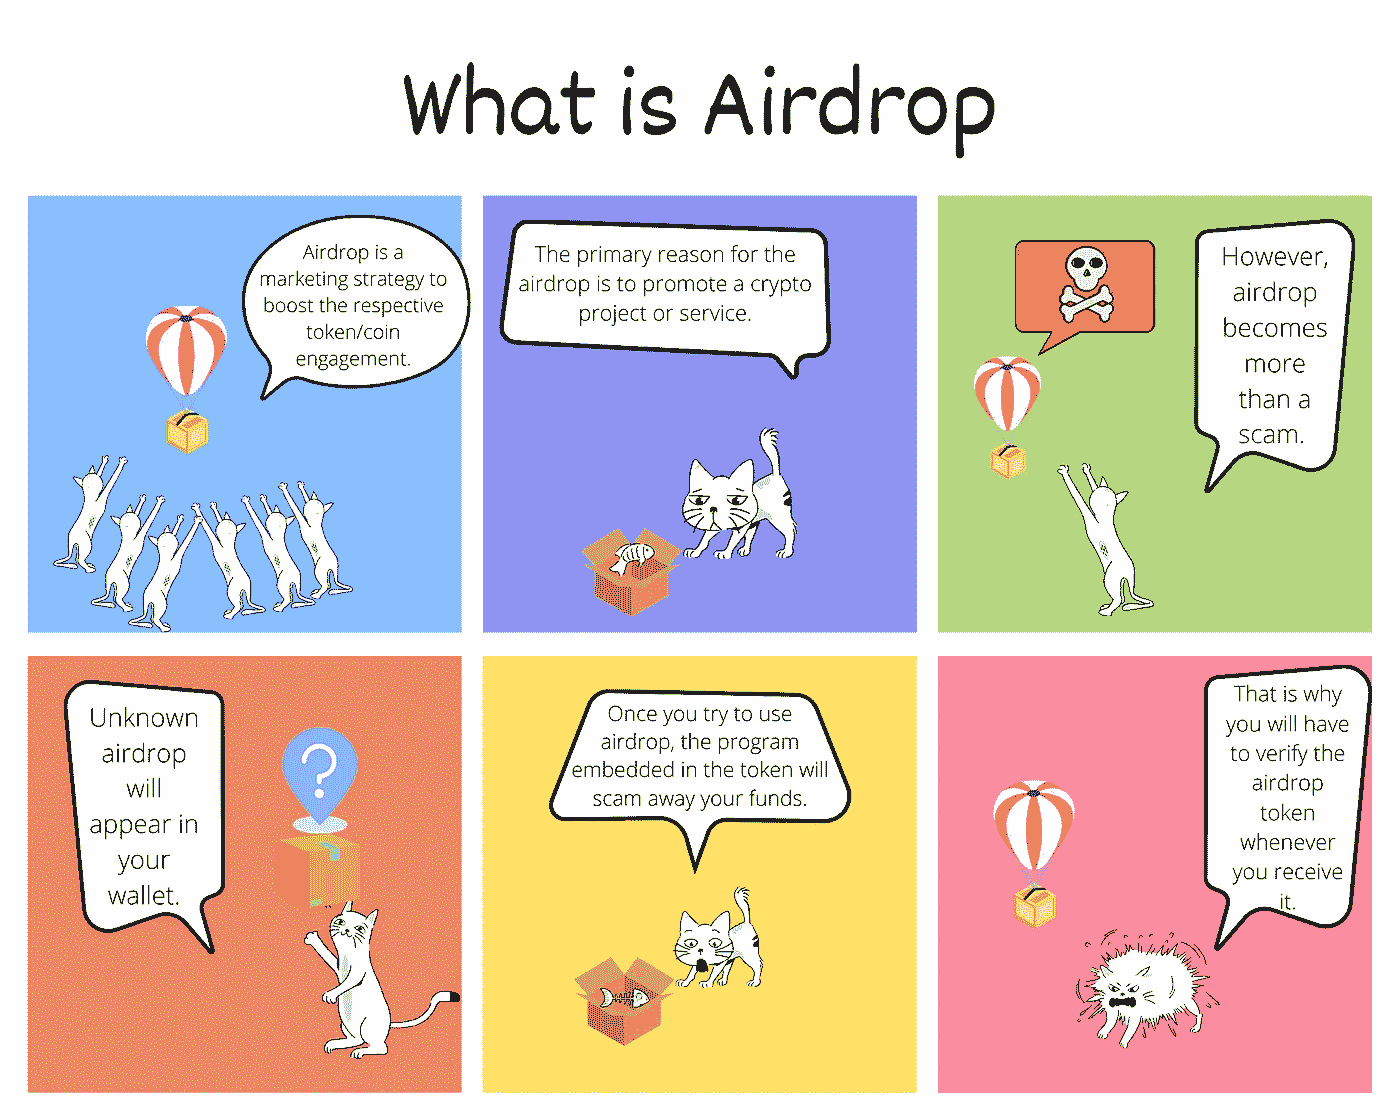 What is Airdrop
Airdrop is a
marketing strategy to
boost the respective
token/coin
engagement.
The primary reason for the
airdrop is to promote a crypto
project or service.
However,
airdrop
becomes
more
than a
scam.
Unknown
airdrop
will
appear in
your
wallet.
?
Once you try to use
airdrop, the program
embedded in the token will
scam away your funds.
That is why
you will have
to verify the
airdrop
token
whenever
you receive
it.